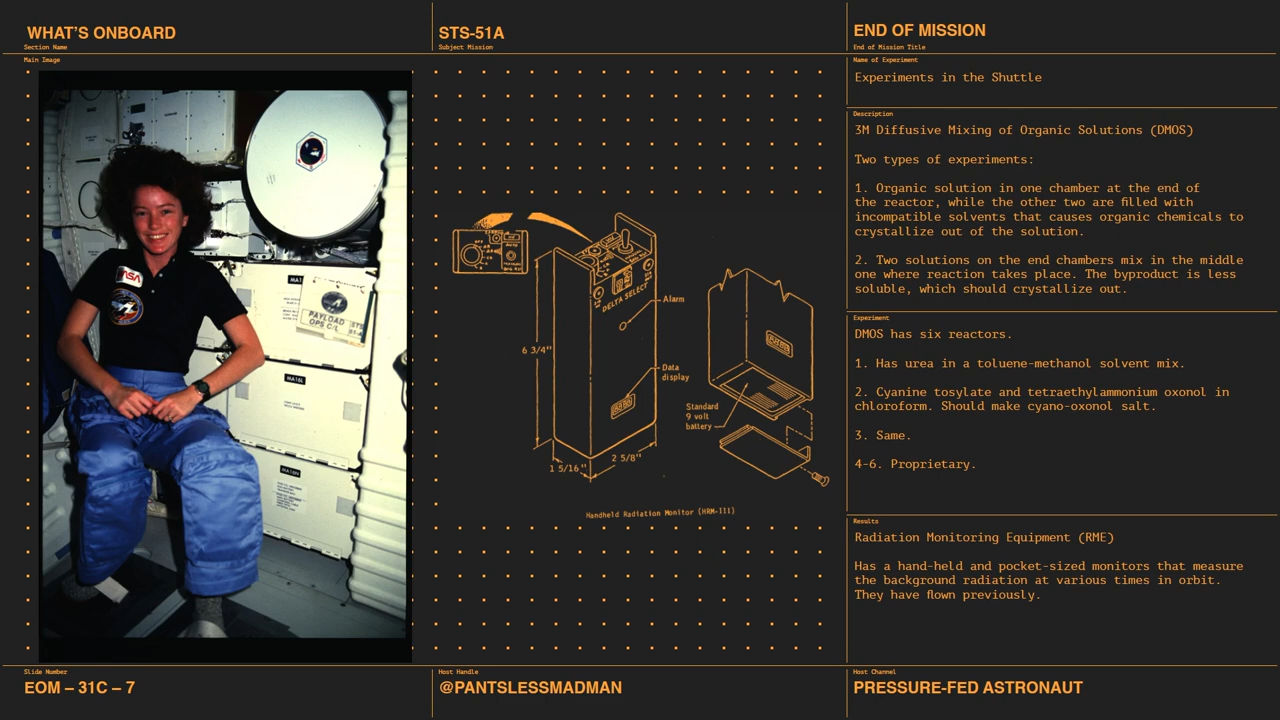 WHAT'S ONBOARD
Section Name
STS-51A
Subject Mission
END OF MISSION
End of Mission Title
Main Image
NASA
PAYLOAD
OPS C/L
STS
51-A
MA16L
MA16N
OFF
AUTO
DELTA SELECT
Alarm
6 3/4"
Data
display
Standard
9 volt
battery
1 5/16"
2 5/8"
Handheld Radiation Monitor (HRM-III)
Name of Experiment
Experiments in the Shuttle
Description
3M Diffusive Mixing of Organic Solutions (DMOS)
Two types of experiments:
1. Organic solution in one chamber at the end of
the reactor, while the other two are filled with
incompatible solvents that causes organic chemicals to
crystallize out of the solution.
2. Two solutions on the end chambers mix in the middle
one where reaction takes place. The byproduct is less
soluble, which should crystallize out.
Experiment
DMOS has six reactors.
1. Has urea in a toluene-methanol solvent mix.
2. Cyanine tosylate and tetraethylammonium oxonol in
chloroform. Should make cyano-oxonol salt.
3. Same.
4-6. Proprietary.
Results
Radiation Monitoring Equipment (RME)
Has a hand-held and pocket-sized monitors that measure
the background radiation at various times in orbit.
They have flown previously.
Slide Number
EOM – 31C – 7
Host Handle
@PANTSLESSMADMAN
Host Channel
PRESSURE-FED ASTRONAUT